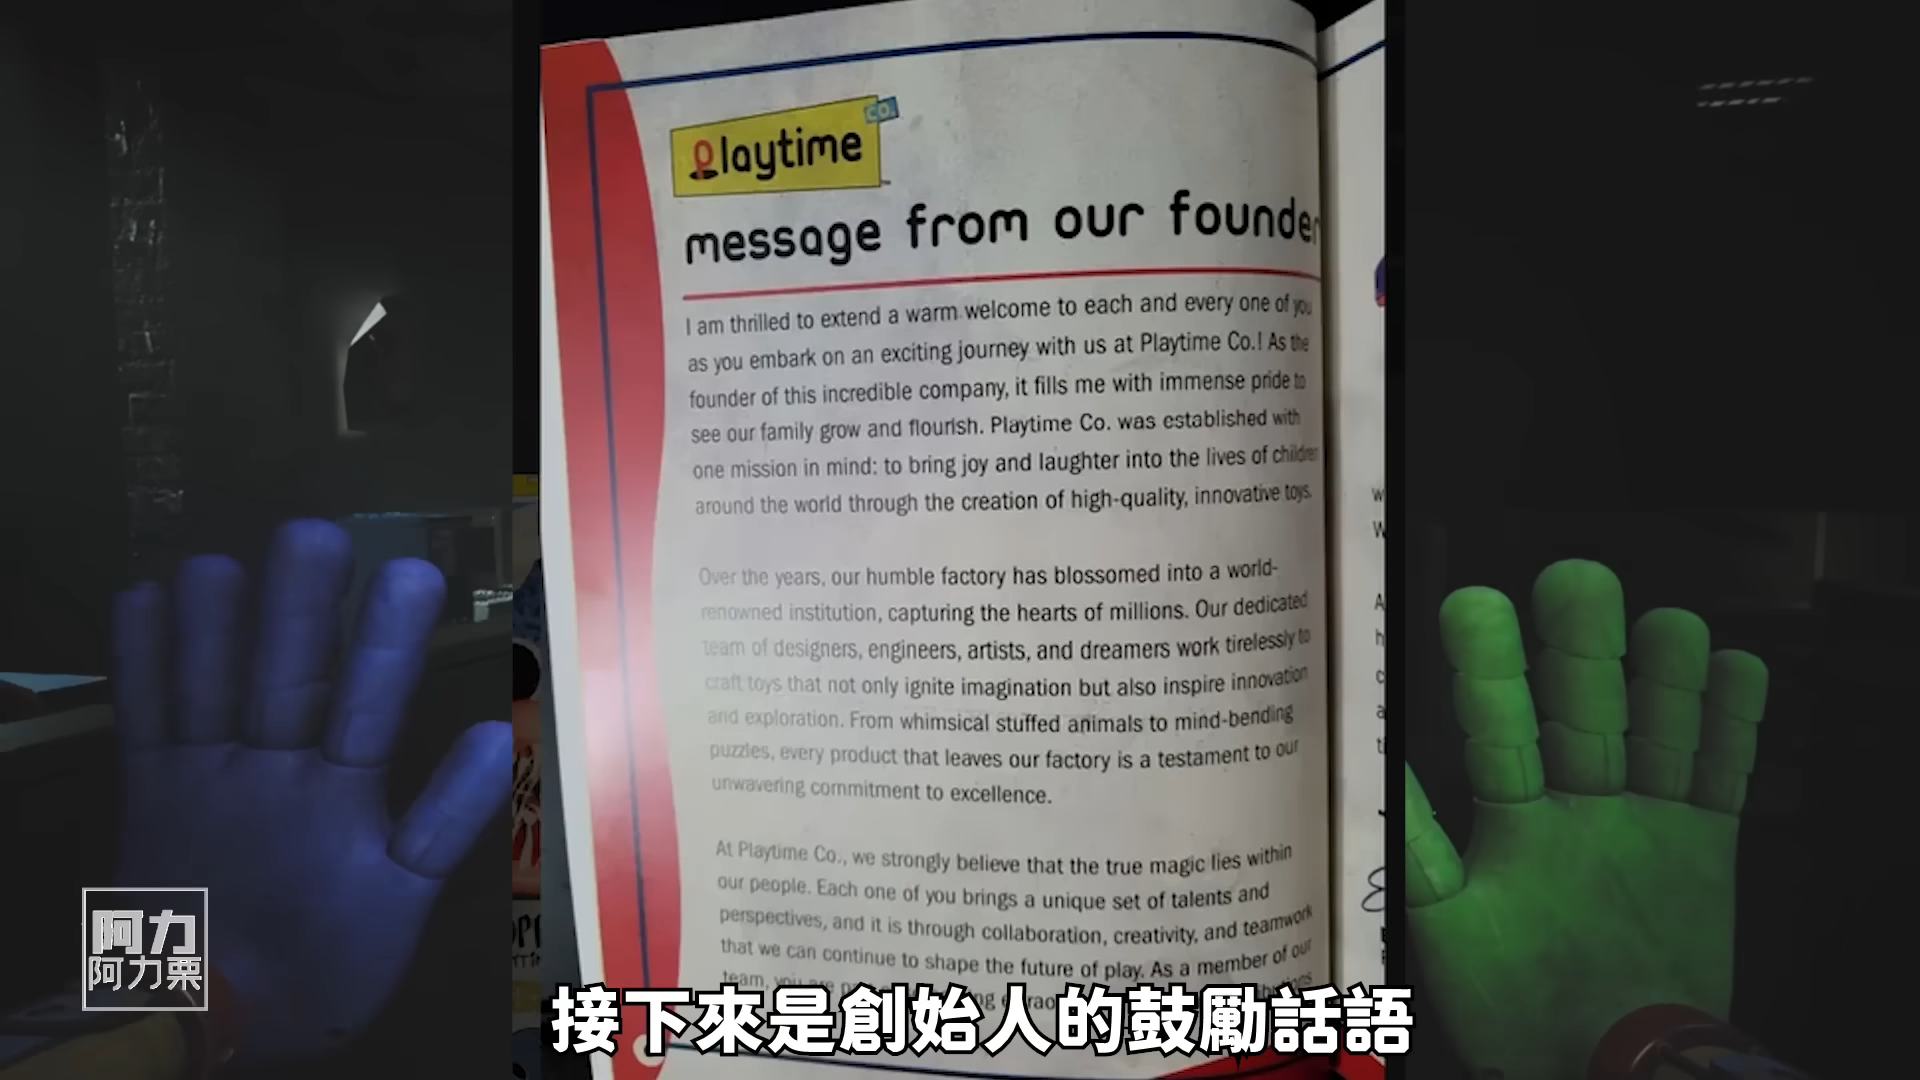 Playtime
CO.
message from our founder
I am thrilled to extend a warm welcome to each and every one of you
as you embark on an exciting journey with us at Playtime Co.! As the
founder of this incredible company, it fills me with immense pride to
see our family grow and flourish. Playtime Co. was established with
one mission in mind: to bring joy and laughter into the lives of children
around the world through the creation of high-quality, innovative toys.
Over the years, our humble factory has blossomed into a world-
renowned institution, capturing the hearts of millions. Our dedicated
team of designers, engineers, artists, and dreamers work tirelessly to
craft toys that not only ignite imagination but also inspire innovation
and exploration. From whimsical stuffed animals to mind-bending
puzzles, every product that leaves our factory is a testament to our
unwavering commitment to excellence.
At Playtime Co., we strongly believe that the true magic lies within
our people. Each one of you brings a unique set of talents and
perspectives, and it is through collaboration, creativity, and teamwork
that we can continue to shape the future of play. As a member of our
team, you are
接下來是創始人的鼓勵話語
阿力
阿力栗